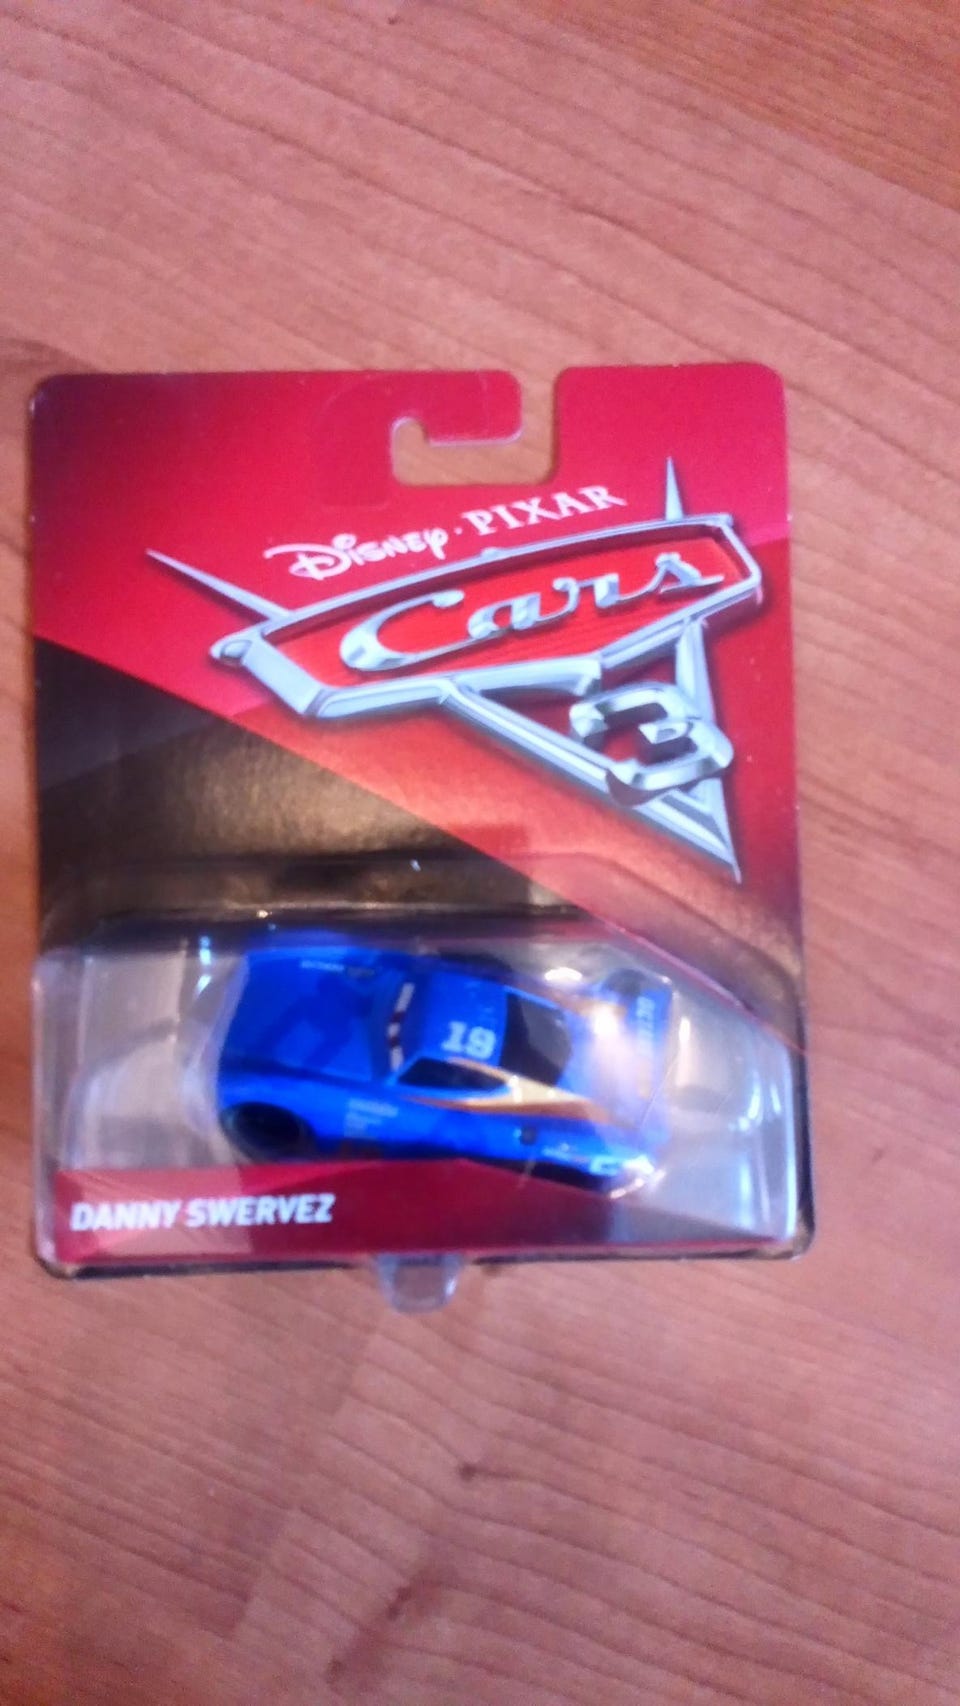 DISNEY·PIXAR
Cars
3
19
DANNY SWERVEZ